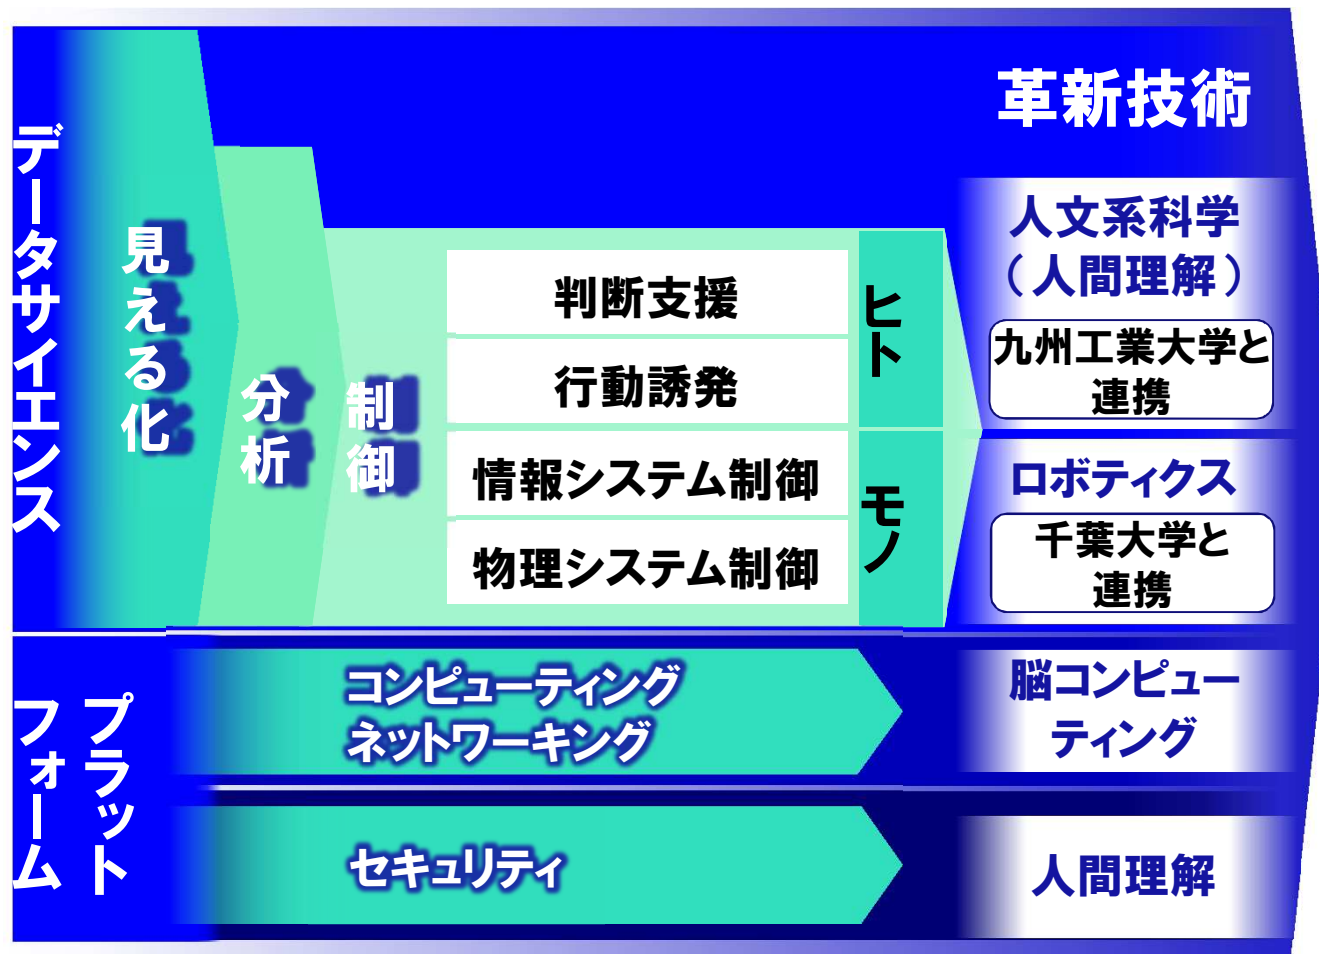 革新技術
データサイエンス
見える化
分析
制御
判断支援
行動誘発
情報システム制御
物理システム制御
ヒト
モノ
人文系科学
（人間理解）
九州工業大学と
連携
ロボティクス
千葉大学と
連携
プラット
フォーム
コンピューティング
ネットワーキング
脳コンピュー
ティング
セキュリティ
人間理解